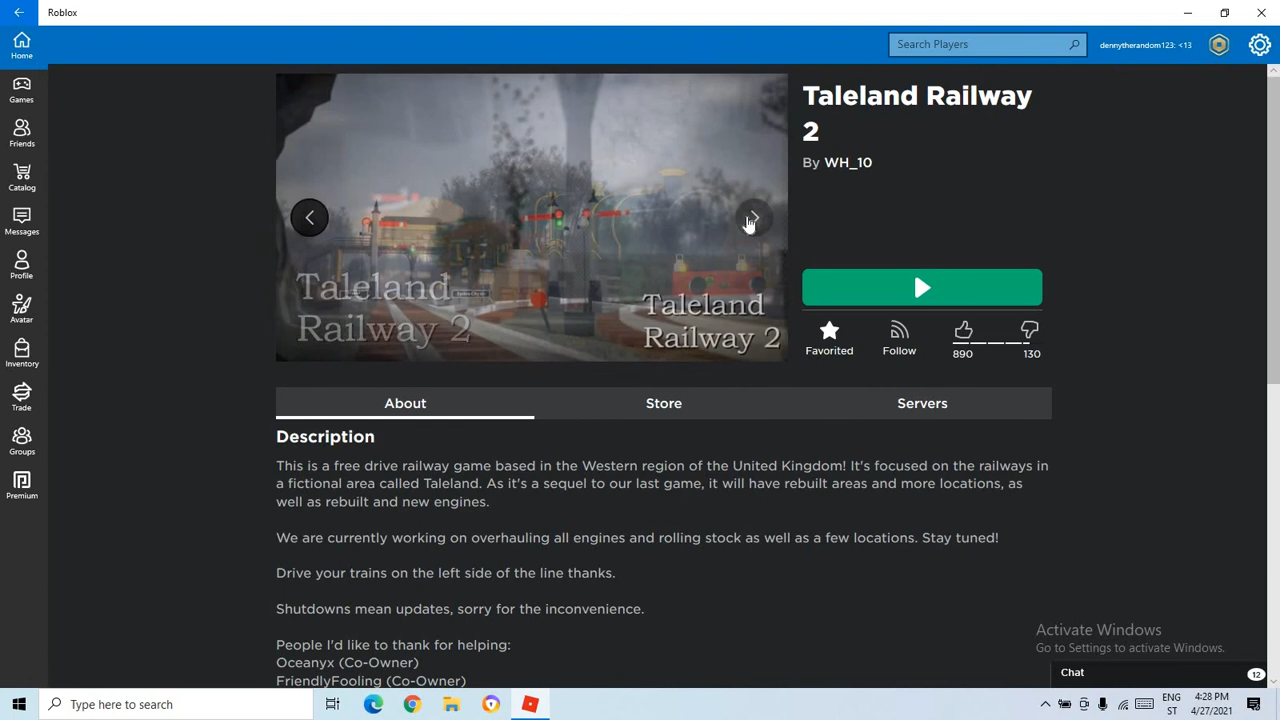 Roblox
Home
Search Players
dennytherandom123: <13
Games
Friends
Catalog
Messages
Profile
Avatar
Inventory
Trade
Groups
Premium
Taleland
Railway 2
Taleland
Railway 2
Taleland Railway
2
By WH_10
Favorited
Follow
890
130
About
Store
Servers
Description
This is a free drive railway game based in the Western region of the United Kingdom! It's focused on the railways in
a fictional area called Taleland. As it's a sequel to our last game, it will have rebuilt areas and more locations, as
well as rebuilt and new engines.
We are currently working on overhauling all engines and rolling stock as well as a few locations. Stay tuned!
Drive your trains on the left side of the line thanks.
Shutdowns mean updates, sorry for the inconvenience.
People I'd like to thank for helping:
Oceanyx (Co-Owner)
FriendlyFooling (Co-Owner)
Activate Windows
Go to Settings to activate Windows.
Chat
12
Type here to search
ENG
ST
4:28 PM
4/27/2021